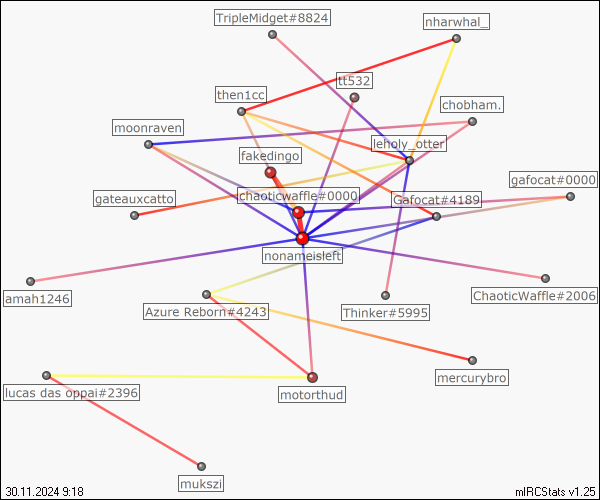 TripleMidget#8824
nharwhal_
tt532
then1cc
chobham.
moonraven
leholy_otter
fakedingo
gafocat#0000
gateauxcatto
chaoticwaffle#0000
Gafocat#4189
nonameisleft
amah1246
ChaoticWaffle#2006
Azure Reborn#4243
Thinker#5995
mercurybro
lucas das oppai#2396
motorthud
mukszi
30.11.2024 9:18
mIRCStats v1.25